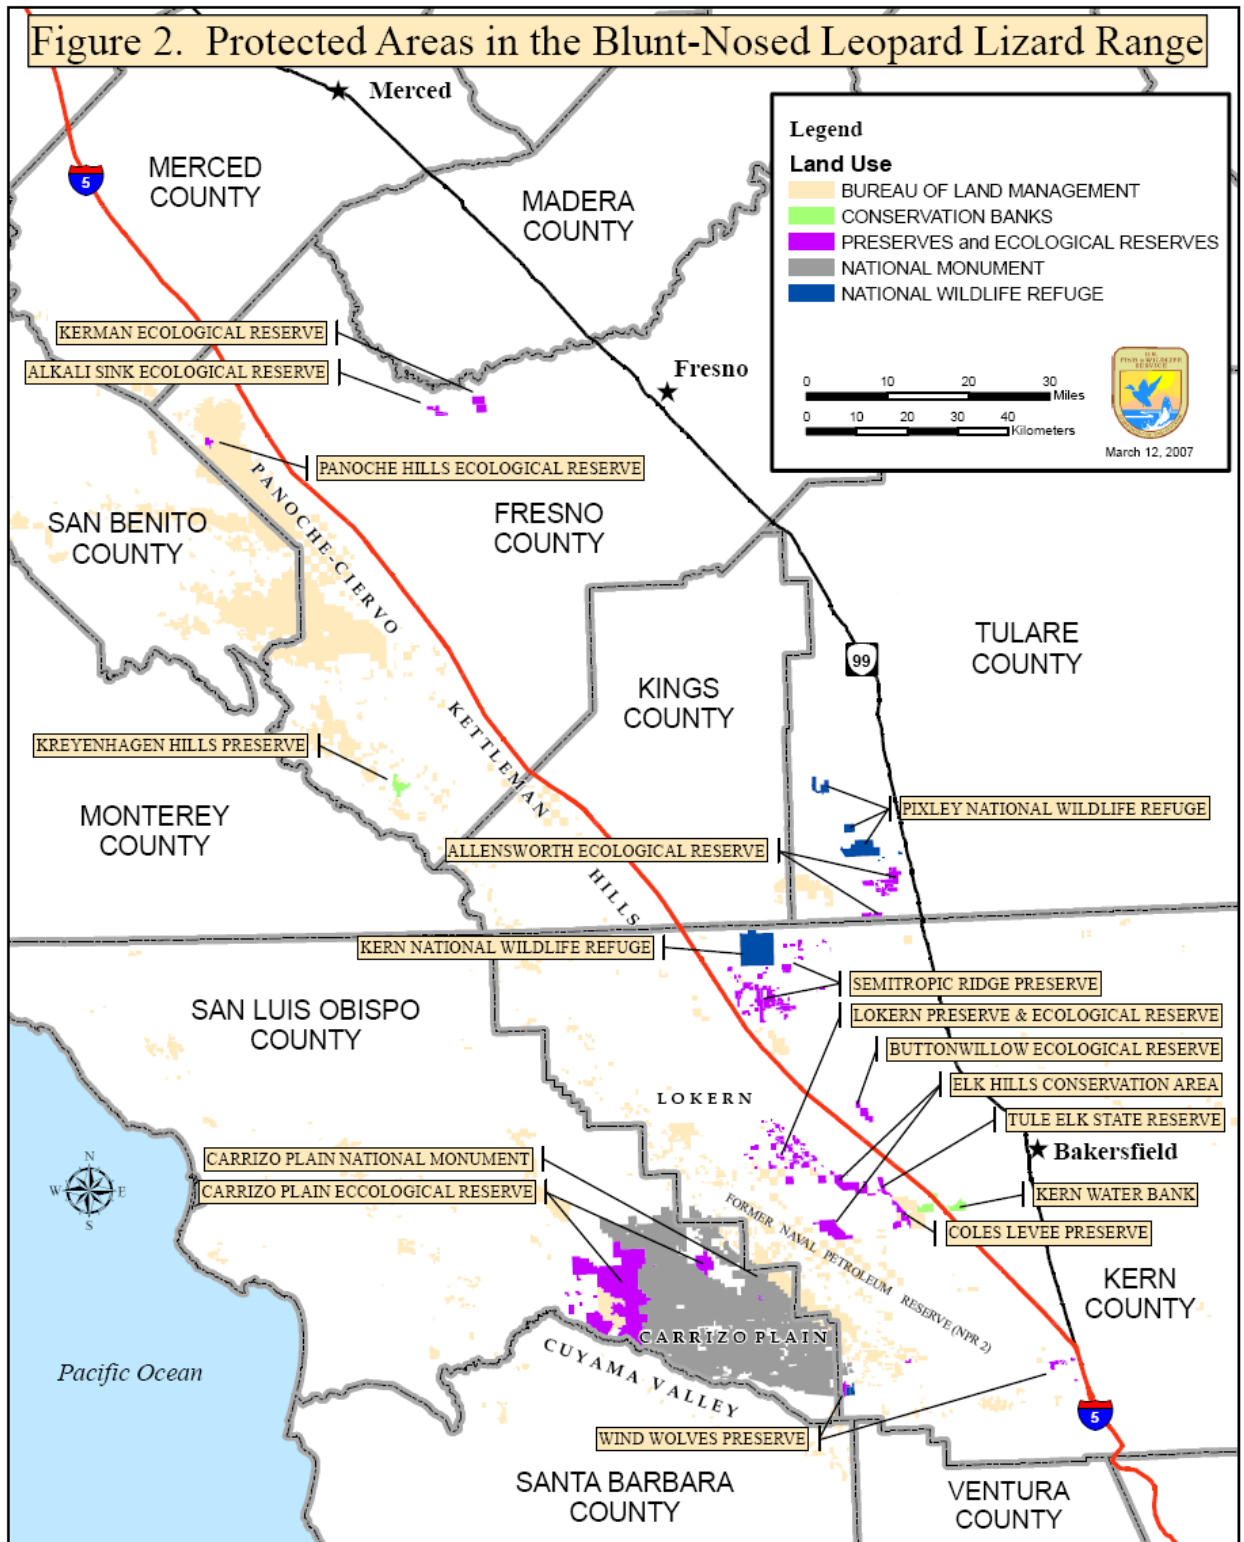 Figure 2. Protected Areas in the Blunt-Nosed Leopard Lizard Range
Merced
5
MERCED
COUNTY
MADERA
COUNTY
Legend
Land Use
BUREAU OF LAND MANAGEMENT
CONSERVATION BANKS
PRESERVES and ECOLOGICAL RESERVES
NATIONAL MONUMENT
NATIONAL WILDLIFE REFUGE
0 10 20 30
Miles
0 10 20 30 40
Kilometers
U.S.
FISH & WILDLIFE
SERVICE
March 12, 2007
KERMAN ECOLOGICAL RESERVE
ALKALI SINK ECOLOGICAL RESERVE
Fresno
PANOCHE HILLS ECOLOGICAL RESERVE
PANOCHE-CIERVO
SAN BENITO
COUNTY
FRESNO
COUNTY
TULARE
COUNTY
99
KINGS
COUNTY
KETTLEMAN
HILLS
KREYENHAGEN HILLS PRESERVE
MONTEREY
COUNTY
PIXLEY NATIONAL WILDLIFE REFUGE
ALLENSWORTH ECOLOGICAL RESERVE
KERN NATIONAL WILDLIFE REFUGE
SEMITROPIC RIDGE PRESERVE
SAN LUIS OBISPO
COUNTY
LOKERN PRESERVE & ECOLOGICAL RESERVE
BUTTONWILLOW ECOLOGICAL RESERVE
ELK HILLS CONSERVATION AREA
LOKERN
TULE ELK STATE RESERVE
Bakersfield
CARRIZO PLAIN NATIONAL MONUMENT
CARRIZO PLAIN ECCOLOGICAL RESERVE
N
W E
S
KERN WATER BANK
COLES LEVEE PRESERVE
FORMER NAVAL PETROLEUM RESERVE (NPR 2)
KERN
COUNTY
CARRIZO PLAIN
CUYAMA VALLEY
Pacific Ocean
5
WIND WOLVES PRESERVE
SANTA BARBARA
COUNTY
VENTURA
COUNTY